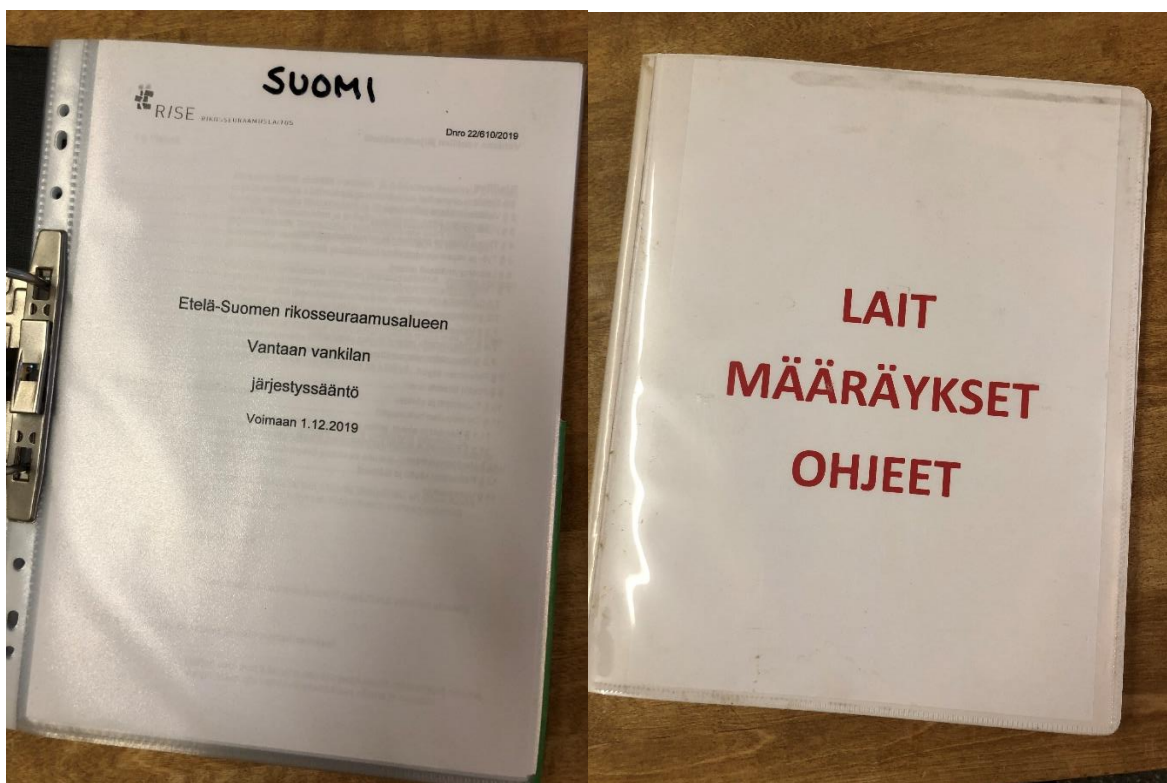 SUOMI
RISE RIKOSSEURAAMUSLAITOS
Dnro 22/610/2019
Etelä-Suomen rikosseuraamusalueen
Vantaan vankilan
järjestyssääntö
Voimaan 1.12.2019
LAIT
MÄÄRÄYKSET
OHJEET